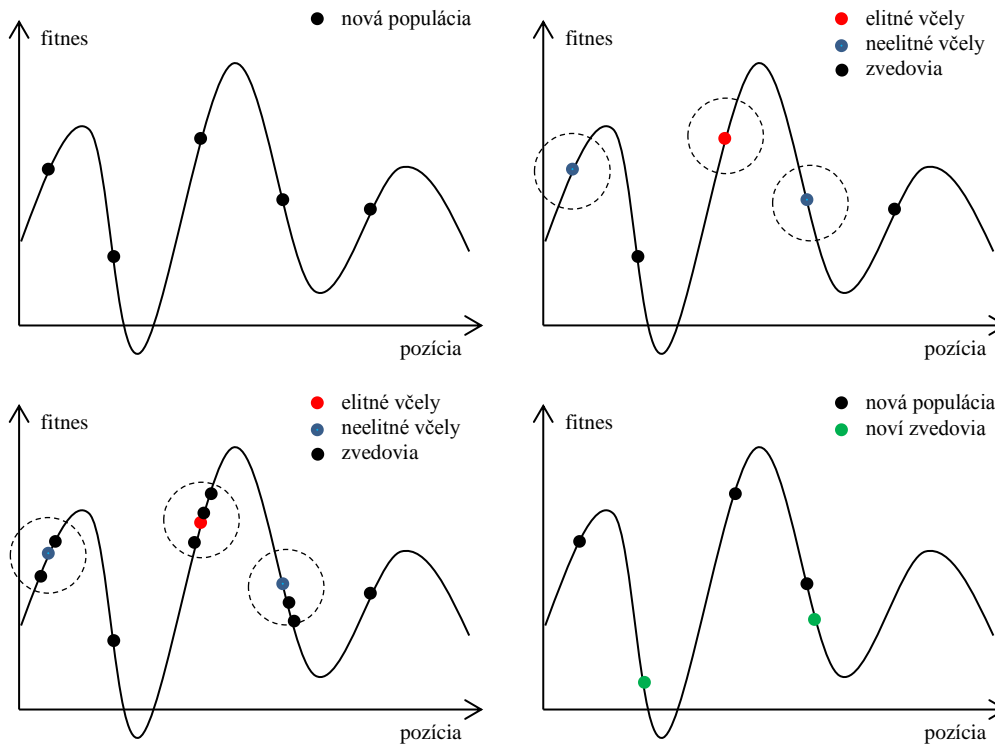 fitnes
nová populácia
pozícia
fitnes
elitné včely
neelitné včely
zvedovia
pozícia
fitnes
elitné včely
neelitné včely
zvedovia
pozícia
fitnes
nová populácia
noví zvedovia
pozícia